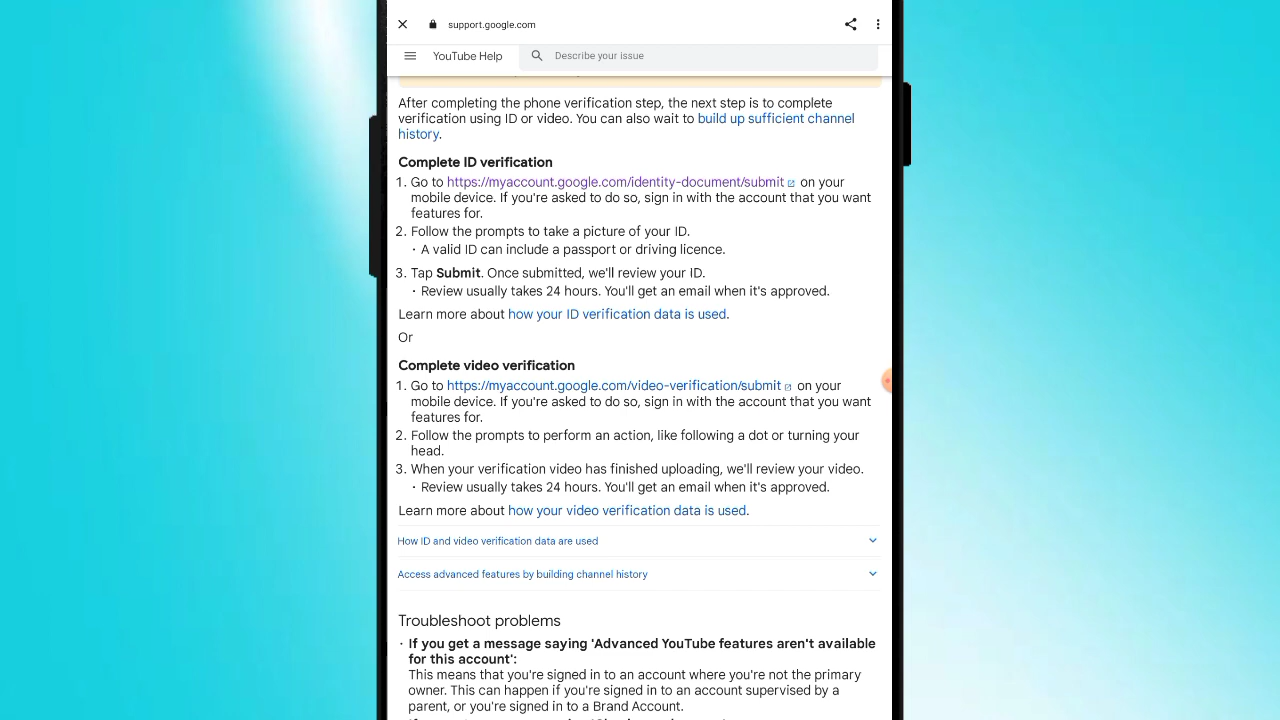 support.google.com
YouTube Help
Describe your issue
After completing the phone verification step, the next step is to complete
verification using ID or video. You can also wait to build up sufficient channel
history.
Complete ID verification
1. Go to https://myaccount.google.com/identity-document/submit on your
mobile device. If you're asked to do so, sign in with the account that you want
features for.
2. Follow the prompts to take a picture of your ID.
• A valid ID can include a passport or driving licence.
3. Tap Submit. Once submitted, we'll review your ID.
• Review usually takes 24 hours. You'll get an email when it's approved.
Learn more about how your ID verification data is used.
Or
Complete video verification
1. Go to https://myaccount.google.com/video-verification/submit on your
mobile device. If you're asked to do so, sign in with the account that you want
features for.
2. Follow the prompts to perform an action, like following a dot or turning your
head.
3. When your verification video has finished uploading, we'll review your video.
• Review usually takes 24 hours. You'll get an email when it's approved.
Learn more about how your video verification data is used.
How ID and video verification data are used
Access advanced features by building channel history
Troubleshoot problems
• If you get a message saying 'Advanced YouTube features aren't available
for this account':
This means that you're signed in to an account where you're not the primary
owner. This can happen if you're signed in to an account supervised by a
parent, or you're signed in to a Brand Account.